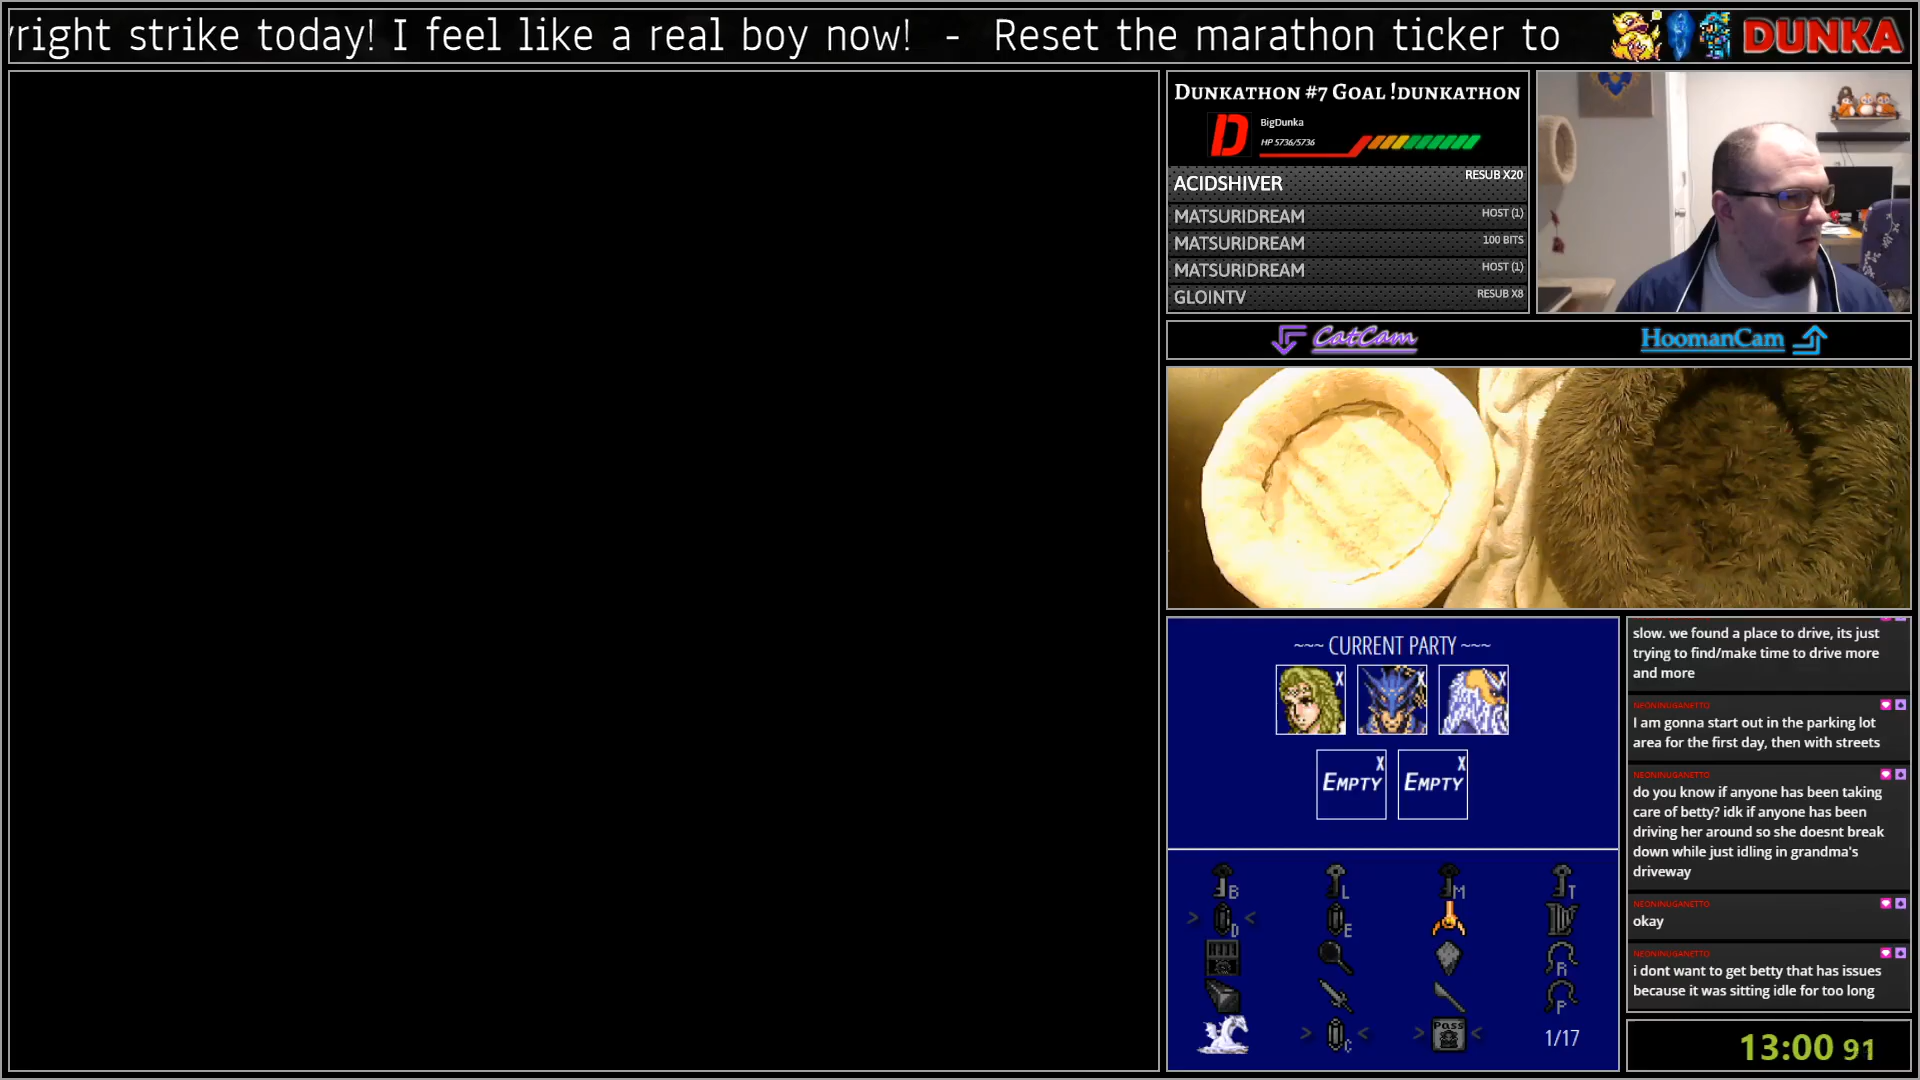 right strike today! I feel like a real boy now!  -  Reset the marathon ticker to
DUNKA
DUNKATHON #7 GOAL !DUNKATHON
D
BigDunka
HP 5736/5736
ACIDSHIVER RESUB X20
MATSURIDREAM HOST (1)
MATSURIDREAM 100 BITS
MATSURIDREAM HOST (1)
GLOINTV RESUB X8
CatCam
HoomanCam
~~~ CURRENT PARTY ~~~
X X X
EMPTY X EMPTY X
B L M T
> D < E
R
P
> C < > PASS < 1/17
slow. we found a place to drive, its just
trying to find/make time to drive more
and more
NEONINUGANETTO
I am gonna start out in the parking lot
area for the first day, then with streets
NEONINUGANETTO
do you know if anyone has been taking
care of betty? idk if anyone has been
driving her around so she doesnt break
down while just idling in grandma's
driveway
NEONINUGANETTO
okay
NEONINUGANETTO
i dont want to get betty that has issues
because it was sitting idle for too long
13:00 91